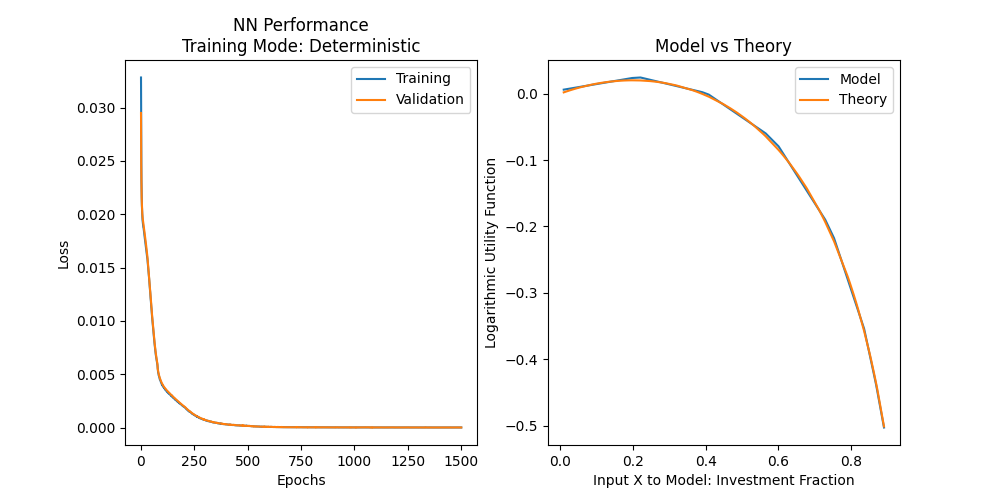 NN Performance
Training Mode: Deterministic
Training
Validation
0.030
0.025
0.020
0.015
0.010
0.005
0.000
Loss
0
250
500
750
1000
1250
1500
Epochs
Model vs Theory
Model
Theory
0.0
−0.1
−0.2
−0.3
−0.4
−0.5
Logarithmic Utility Function
0.0
0.2
0.4
0.6
0.8
Input X to Model: Investment Fraction